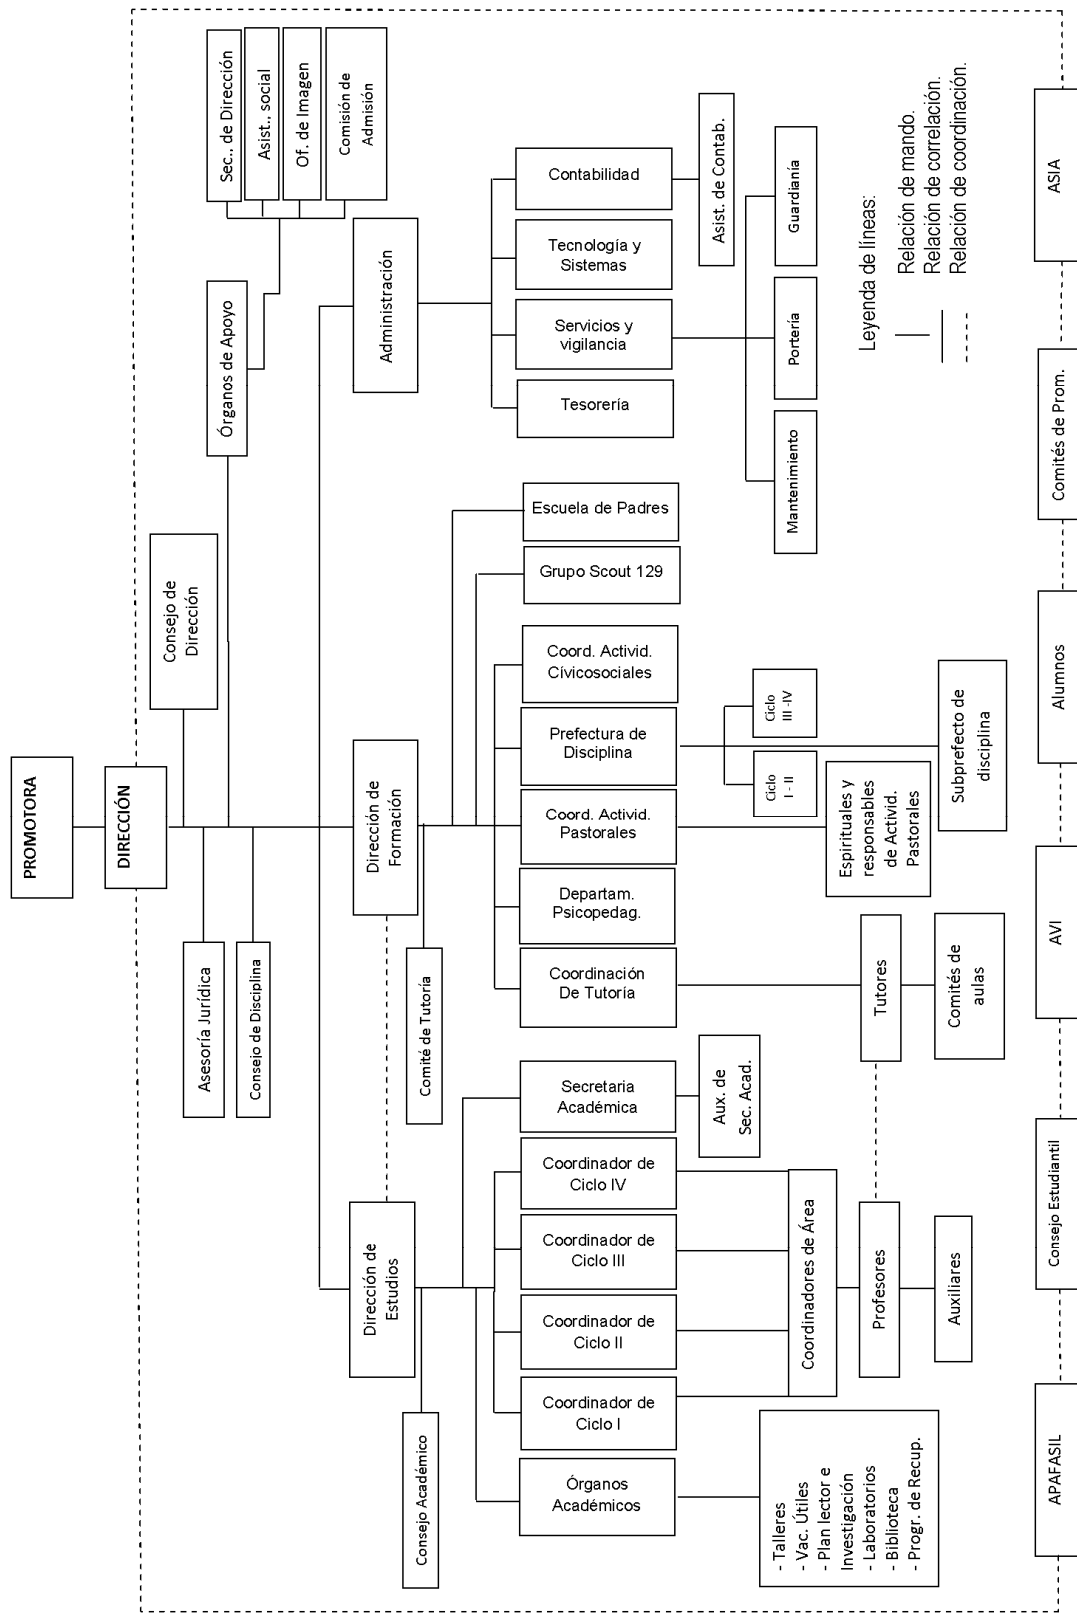 PROMOTORA
DIRECCIÓN
Consejo de
Dirección
Asesoría Jurídica
Órganos de Apoyo
Sec., de Dirección
Asist., social
Of. de Imagen
Comisión de
Admisión
Consejo de Disciplina
Dirección de
Estudios
Dirección de
Formación
Administración
Consejo Académico
Comité de Tutoría
Órganos
Académicos
Coordinador de
Ciclo I
Coordinador de
Ciclo II
Coordinador de
Ciclo III
Coordinador de
Ciclo IV
Secretaria
Académica
Coordinación
De Tutoría
Departam.
Psicopedag.
Coord. Activid.
Pastorales
Prefectura de
Disciplina
Coord. Activid.
Cívicosociales
Grupo Scout 129
Escuela de Padres
Tesorería
Servicios y
vigilancia
Tecnología y
Sistemas
Contabilidad
Aux. de
Sec. Acad.
Asist. de Contab.
Ciclo
I - II
Ciclo
III -IV
- Talleres
- Vac. Útiles
- Plan lector e
Investigación
- Laboratorios
- Biblioteca
- Progr. de Recup.
Coordinadores de Área
Mantenimiento
Portería
Guardianía
Profesores
Tutores
Espirituales y
responsables
de Activid.
Pastorales
Auxiliares
Comités de
aulas
Subprefecto de
disciplina
Leyenda de líneas:
Relación de mando.
Relación de correlación.
Relación de coordinación.
APAFASIL
Consejo Estudiantil
AVI
Alumnos
Comités de Prom.
ASIA